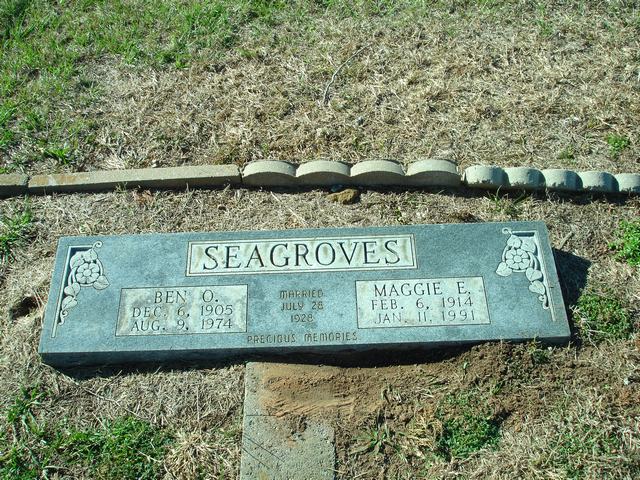 SEAGROVES
BEN O.
DEC. 6, 1905
AUG. 9, 1974
MARRIED
JULY 28
1928
MAGGIE E.
FEB. 6, 1914
JAN. 11, 1991
PRECIOUS MEMORIES